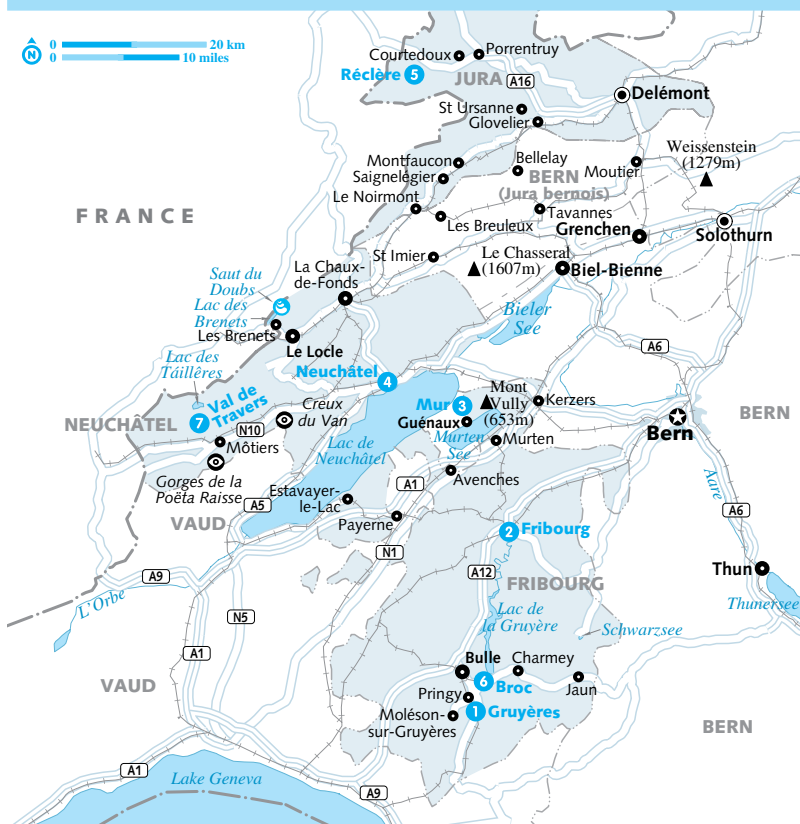 0 20 km
N
0 10 miles
Courtedoux
Porrentruy
Réclère 5
JURA
A16
Delémont
St Ursanne
Glovelier
Weissenstein
(1279m)
Montfaucon
Saignelégier
Bellelay
Moutier
BERN
(Jura bernois)
Le Noirmont
Les Breuleux
Tavannes
FRANCE
Grenchen
Solothurn
St Imier
Le Chasseral
(1607m)
Biel-Bienne
Saut du
Doubs
La Chaux-
de-Fonds
Lac des
Brenets
Les Brenets
Bieler
See
Le Locle
A6
Lac des
Táillêres
Neuchâtel
4
Val de
Travers
7
Creux
du Van
Mur 3
Mont
Vully
(653m)
Kerzers
NEUCHÂTEL
N10
Guénaux
BERN
Bern
Môtiers
Lac de
Neuchâtel
Murten
See
Murten
Gorges de la
Poëta Raisse
Avenches
A1
Aare
Estavayer-
le-Lac
A5
A6
VAUD
Payerne
2 Fribourg
N1
A9
A12
FRIBOURG
Thun
L'Orbe
N5
Lac de
la Gruyère
Schwarzsee
Thunersee
A1
Bulle
Charmey
VAUD
6 Broc
Jaun
Pringy
1 Gruyères
Moléson-
sur-Gruyères
BERN
A1
Lake Geneva
A9